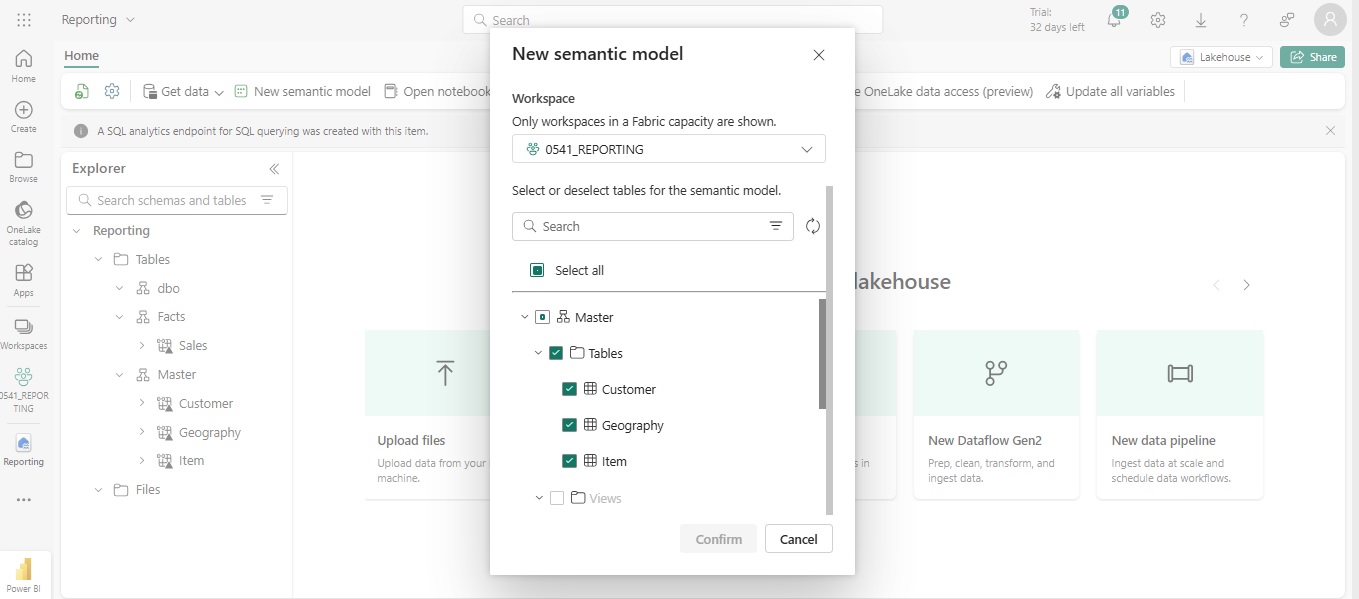 Reporting
Search
Trial:
32 days left
11
Home
Lakehouse
Share
Get data
New semantic model
Open notebook
e OneLake data access (preview)
Update all variables
A SQL analytics endpoint for SQL querying was created with this item.
Home
Create
Browse
OneLake
catalog
Apps
Workspaces
0541_REPOR
TING
Reporting
Power BI
Explorer
Search schemas and tables
Reporting
Tables
dbo
Facts
Sales
Master
Customer
Geography
Item
Files
lakehouse
Upload files
Upload data from your
machine.
s in
New Dataflow Gen2
Prep, clean, transform, and
ingest data.
New data pipeline
Ingest data at scale and
schedule data workflows.
New semantic model
Workspace
Only workspaces in a Fabric capacity are shown.
0541_REPORTING
Select or deselect tables for the semantic model.
Search
Select all
Master
Tables
Customer
Geography
Item
Views
Confirm
Cancel